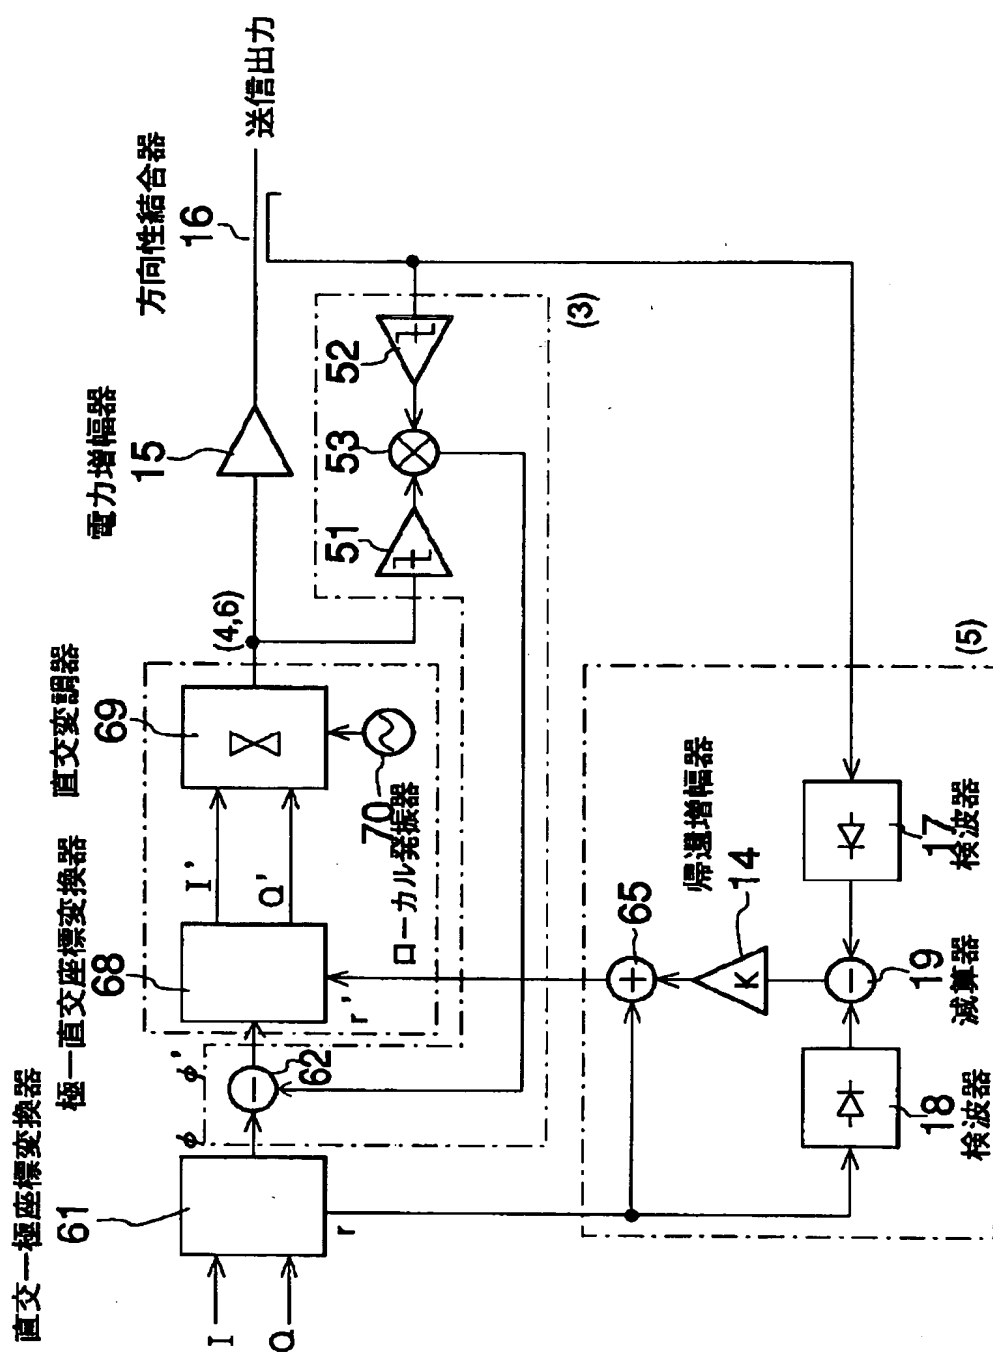 直交ー極座標変換器
61
I
Q
r
φ
φ'
62
極ー直交座標変換器
68
r'
I'
Q'
直交変調器
69
70
ローカル発振器
(4,6)
電力増幅器
15
方向性結合器
16
送信出力
51
53
52
(3)
65
帰還増幅器
14
K
18
検波器
19
減算器
17
検波器
(5)